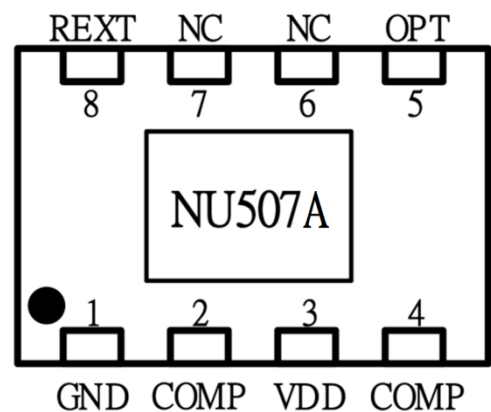 REXT NC NC OPT
8 7 6 5
NU507A
1 2 3 4
GND COMP VDD COMP